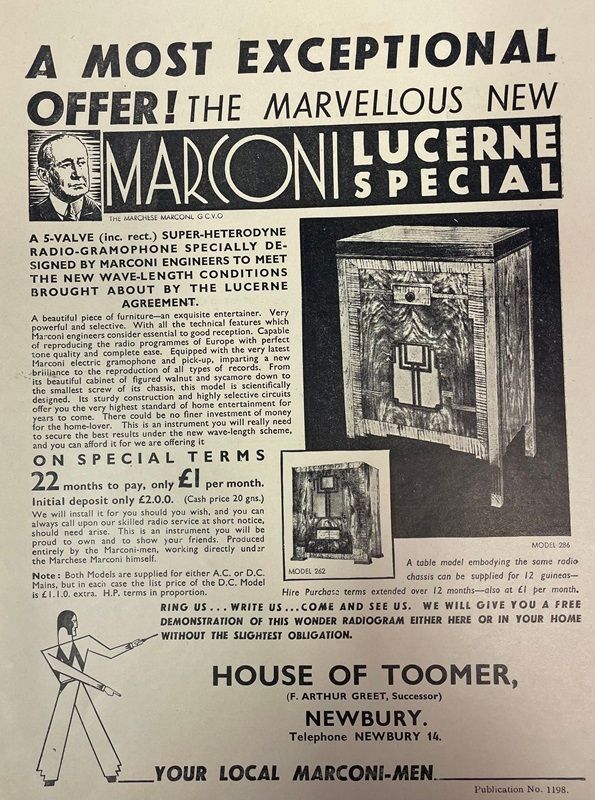 A MOST EXCEPTIONAL
OFFER! THE MARVELLOUS NEW
MARCONI LUCERNE SPECIAL
THE MARCHESE MARCONI, G.C.V.O
A 5-VALVE (inc. rect.) SUPER-HETERODYNE
RADIO-GRAMOPHONE SPECIALLY DE-
SIGNED BY MARCONI ENGINEERS TO MEET
THE NEW WAVE-LENGTH CONDITIONS
BROUGHT ABOUT BY THE LUCERNE
AGREEMENT.
A beautiful piece of furniture—an exquisite entertainer. Very
powerful and selective. With all the technical features which
Marconi engineers consider essential to good reception. Capable
of reproducing the radio programmes of Europe with perfect
tone quality and complete ease. Equipped with the very latest
Marconi electric gramophone and pick-up, imparting a new
brilliance to the reproduction of all types of records. From
its beautiful cabinet of figured walnut and sycamore down to
the smallest screw of its chassis, this model is scientifically
designed. Its sturdy construction and highly selective circuits
offer you the very highest standard of home entertainment for
years to come. There could be no finer investment of money
for the home-lover. This is an instrument you will really need
to secure the best results under the new wave-length scheme,
and you can afford it for we are offering it
ON SPECIAL TERMS
22 months to pay, only £1 per month.
Initial deposit only £2.0.0. (Cash price 20 gns.)
We will install it for you should you wish, and you can
always call upon our skilled radio service at short notice,
should need arise. This is an instrument you will be
proud to own and to show your friends. Produced
entirely by the Marconi-men, working directly under
the Marchese Marconi himself.
Note: Both Models are supplied for either A.C. or D.C.
Mains, but in each case the list price of the D.C. Model
is £1.1.0. extra. H.P. terms in proportion.
MODEL 286
MODEL 262
A table model embodying the same radio
chassis can be supplied for 12 guineas—
Hire Purchase terms extended over 12 months—also at £1 per month.
RING US...WRITE US...COME AND SEE US. WE WILL GIVE YOU A FREE
DEMONSTRATION OF THIS WONDER RADIOGRAM EITHER HERE OR IN YOUR HOME
WITHOUT THE SLIGHTEST OBLIGATION.
HOUSE OF TOOMER,
(F. ARTHUR GREET, Successor)
NEWBURY.
Telephone NEWBURY 14.
YOUR LOCAL MARCONI-MEN
Publication No. 1198.